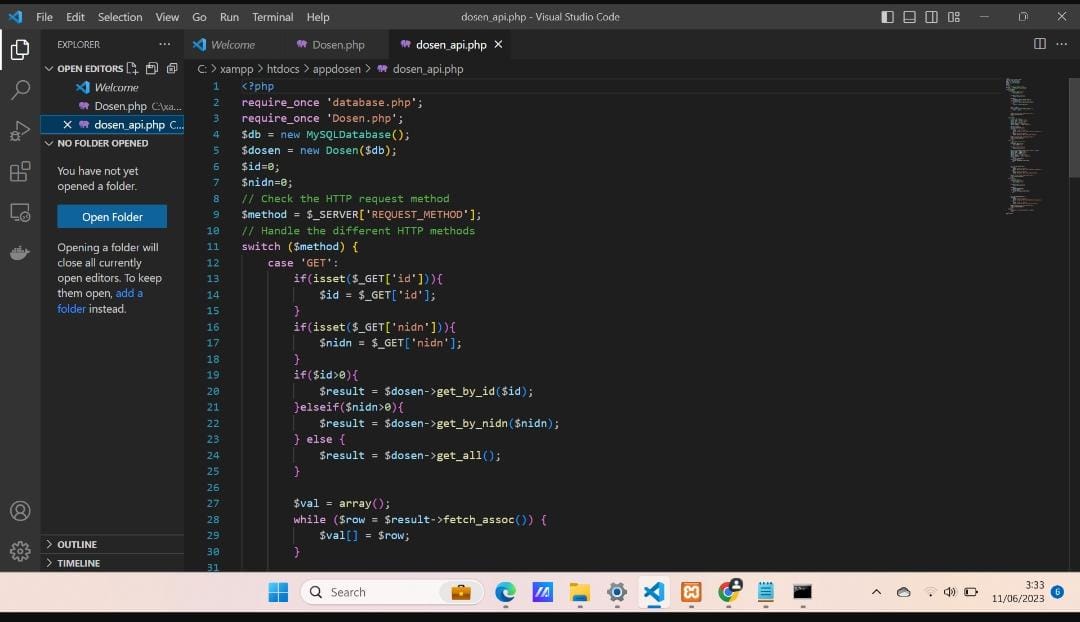 File Edit Selection View Go Run Terminal Help
dosen_api.php - Visual Studio Code
EXPLORER
Welcome
Dosen.php
dosen_api.php
OPEN EDITORS
Welcome
Dosen.php C:\xa...
dosen_api.php C...
NO FOLDER OPENED
You have not yet
opened a folder.
Open Folder
Opening a folder will
close all currently
open editors. To keep
them open, add a
folder instead.
OUTLINE
TIMELINE
C: > xampp > htdocs > appdosen > dosen_api.php
1 <?php
2 require_once 'database.php';
3 require_once 'Dosen.php';
4 $db = new MySQLDatabase();
5 $dosen = new Dosen($db);
6 $id=0;
7 $nidn=0;
8 // Check the HTTP request method
9 $method = $_SERVER['REQUEST_METHOD'];
10 // Handle the different HTTP methods
11 switch ($method) {
12 case 'GET':
13 if(isset($_GET['id'])){
14 $id = $_GET['id'];
15 }
16 if(isset($_GET['nidn'])){
17 $nidn = $_GET['nidn'];
18 }
19 if($id>0){
20 $result = $dosen->get_by_id($id);
21 }elseif($nidn>0){
22 $result = $dosen->get_by_nidn($nidn);
23 } else {
24 $result = $dosen->get_all();
25 }
26
27 $val = array();
28 while ($row = $result->fetch_assoc()) {
29 $val[] = $row;
30 }
31
Search
3:33
11/06/2023
6